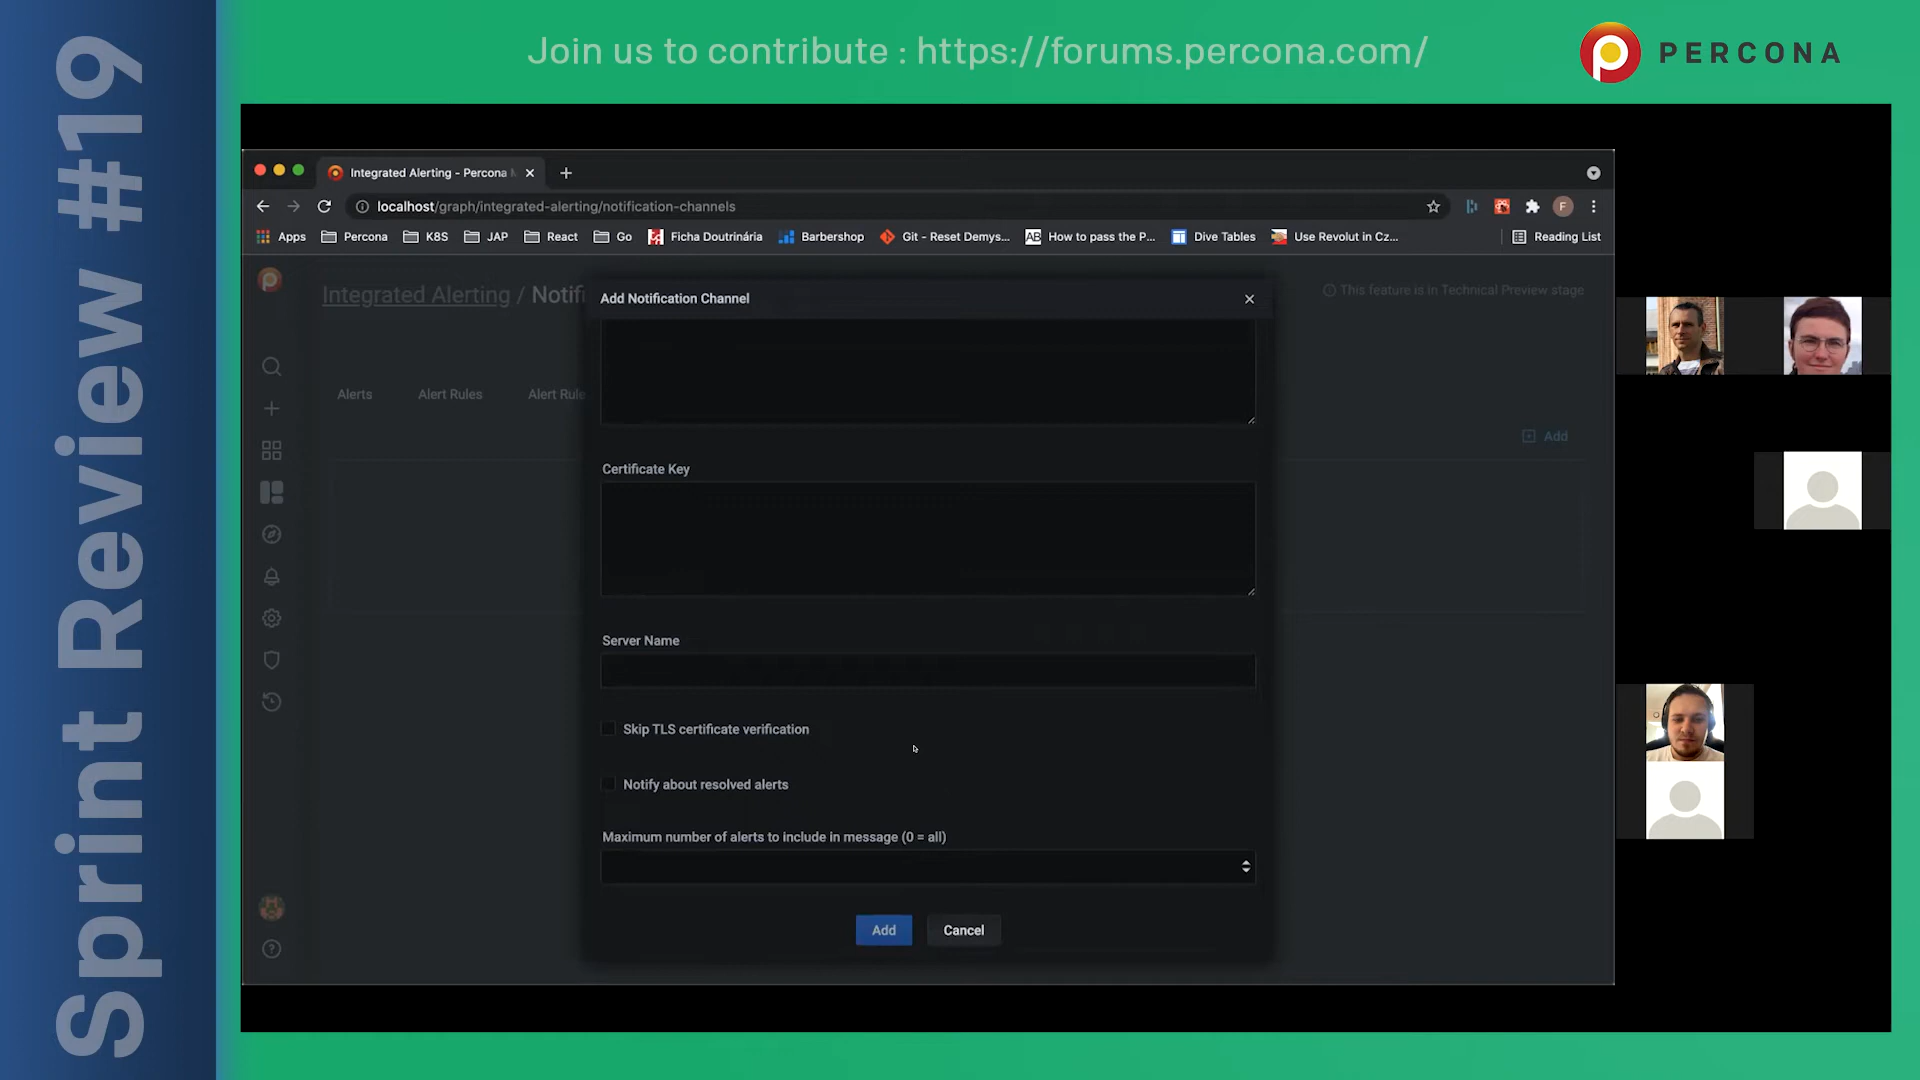 Sprint Review #19
Join us to contribute : https://forums.percona.com/
PERCONA
Integrated Alerting - Percona
localhost/graph/integrated-alerting/notification-channels
F
Apps
Percona
K8S
JAP
React
Go
Ficha Doutrinária
Barbershop
Git - Reset Demys...
AB
How to pass the P...
Dive Tables
Use Revolut in Cz...
Reading List
Integrated Alerting / Notifi
This feature is in Technical Preview stage
Add Notification Channel
Alerts
Alert Rules
Alert Rule
Add
Certificate Key
Server Name
Skip TLS certificate verification
Notify about resolved alerts
Maximum number of alerts to include in message (0 = all)
Add
Cancel